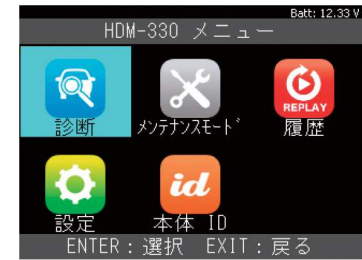 Batt: 12.33 V
HDM-330 メニュー
REPLAY
診断 ﾒﾝﾃﾅﾝｽﾓｰﾄﾞ 履歴
id
設定 本体 ID
ENTER：選択 EXIT：戻る